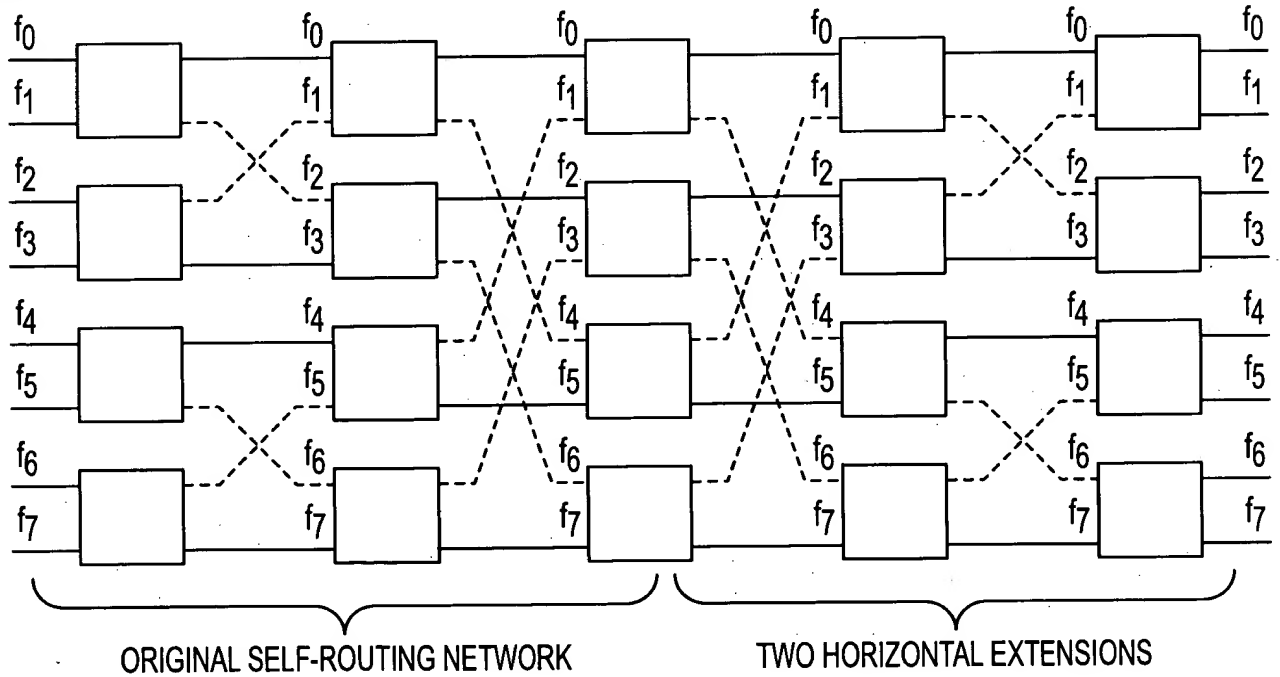 f0 f0 f0 f0 f0 f0
f1 f1 f1 f1 f1 f1
f2 f2 f2 f2 f2 f2
f3 f3 f3 f3 f3 f3
f4 f4 f4 f4 f4 f4
f5 f5 f5 f5 f5 f5
f6 f6 f6 f6 f6 f6
f7 f7 f7 f7 f7 f7
ORIGINAL SELF-ROUTING NETWORK
TWO HORIZONTAL EXTENSIONS